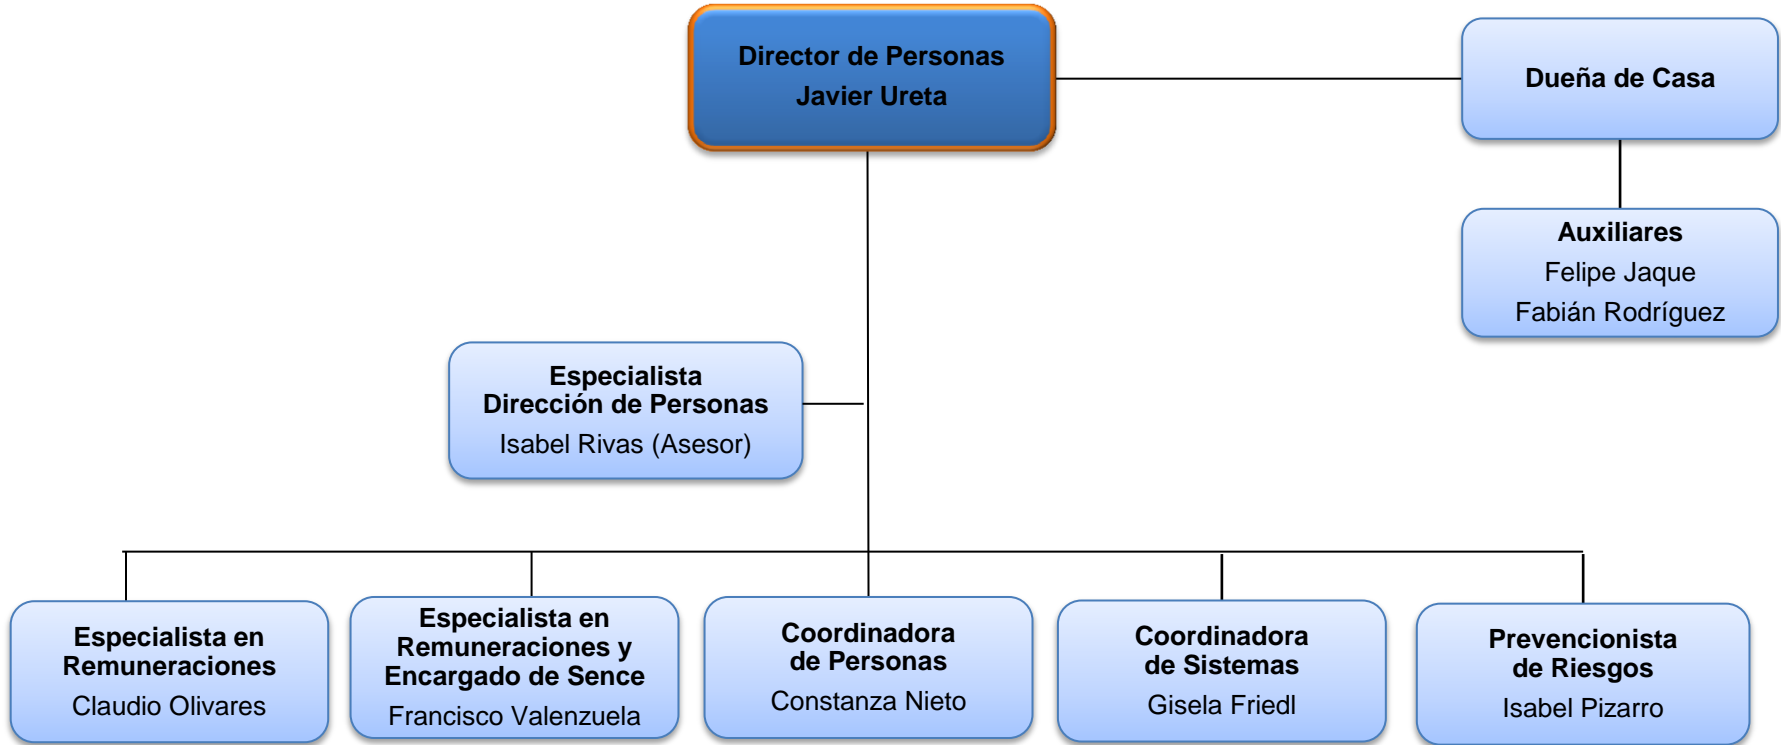 Director de Personas
Javier Ureta
Dueña de Casa
Auxiliares
Felipe Jaque
Fabián Rodríguez
Especialista
Dirección de Personas
Isabel Rivas (Asesor)
Especialista en
Remuneraciones
Claudio Olivares
Especialista en
Remuneraciones y
Encargado de Sence
Francisco Valenzuela
Coordinadora
de Personas
Constanza Nieto
Coordinadora
de Sistemas
Gisela Friedl
Prevencionista
de Riesgos
Isabel Pizarro